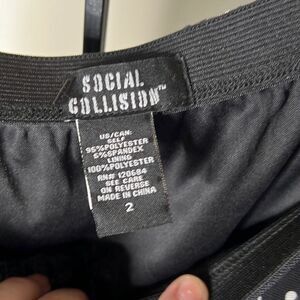 SOCIAL
COLLISION™
US/CAN:
SELF
95%POLYESTER
5%SPANDEX
LINING
100%POLYESTER
RN# 120684
SEE CARE
ON REVERSE
MADE IN CHINA
2